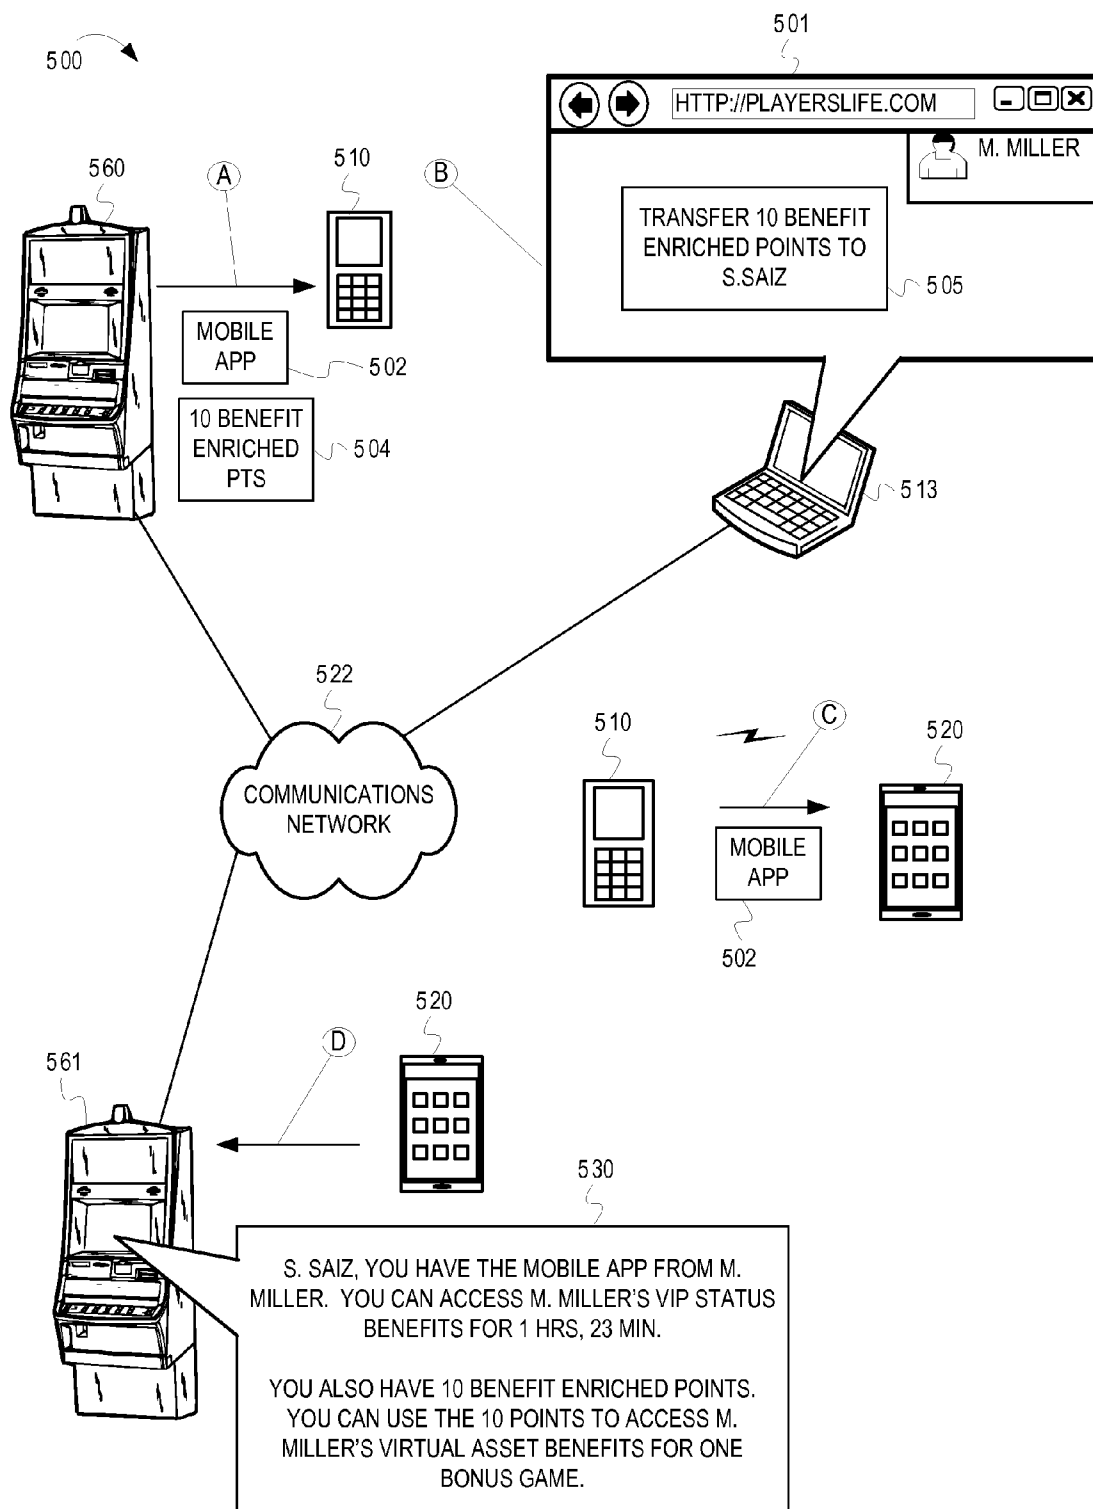 500
501
HTTP://PLAYERSLIFE.COM
M. MILLER
560
A
510
B
TRANSFER 10 BENEFIT
ENRICHED POINTS TO
S.SAIZ
505
MOBILE
APP
502
10 BENEFIT
ENRICHED
PTS
504
513
522
COMMUNICATIONS
NETWORK
510
C
520
MOBILE
APP
502
520
D
561
530
S. SAIZ, YOU HAVE THE MOBILE APP FROM M.
MILLER. YOU CAN ACCESS M. MILLER'S VIP STATUS
BENEFITS FOR 1 HRS, 23 MIN.
YOU ALSO HAVE 10 BENEFIT ENRICHED POINTS.
YOU CAN USE THE 10 POINTS TO ACCESS M.
MILLER'S VIRTUAL ASSET BENEFITS FOR ONE
BONUS GAME.